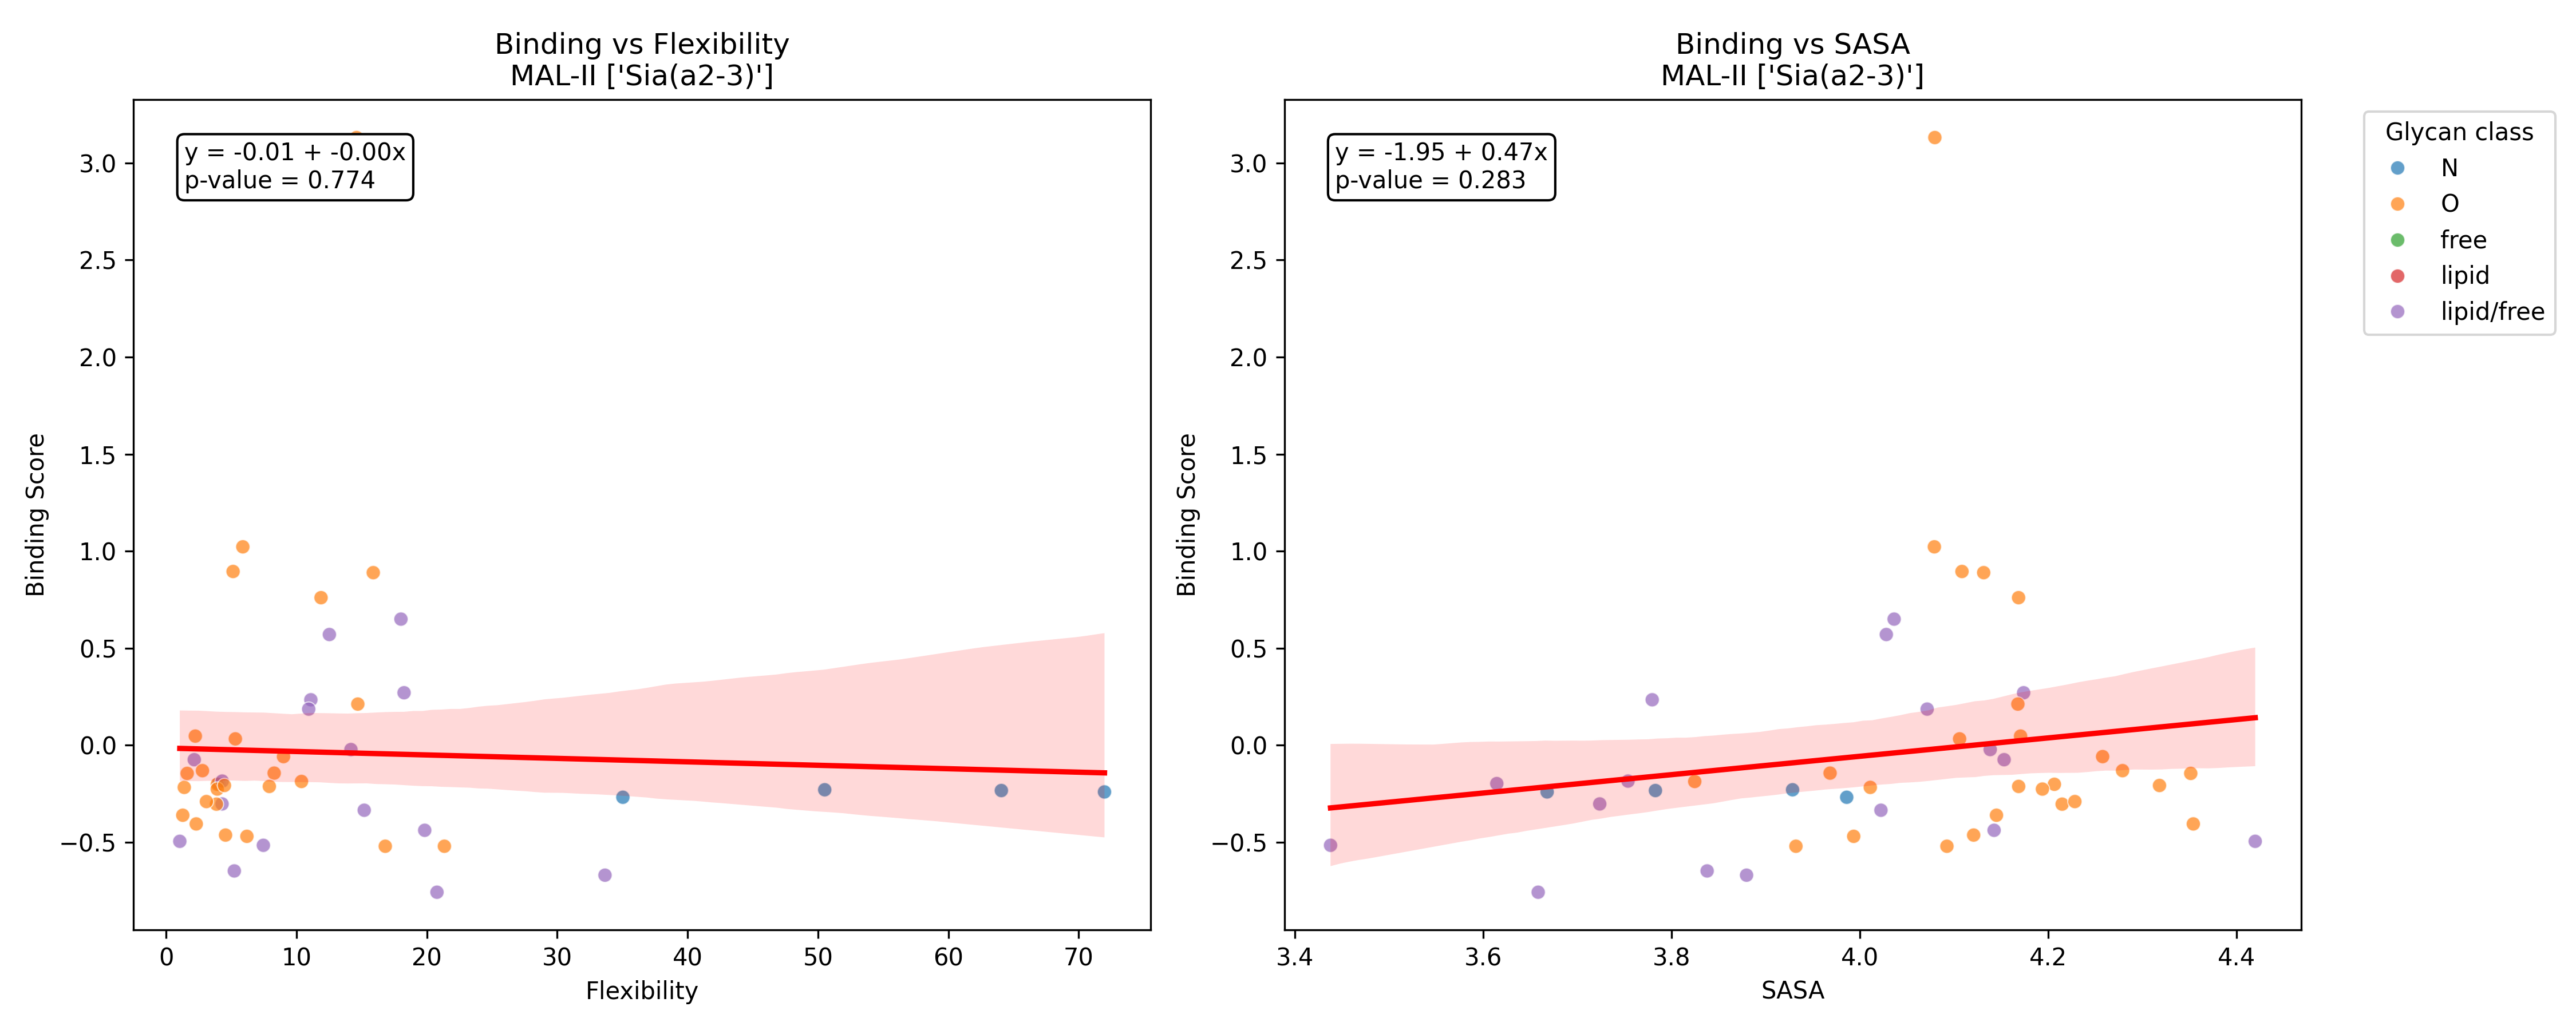 Binding vs Flexibility
MAL-II ['Sia(a2-3)']
y = -0.01 + -0.00x
p-value = 0.774
3.0
2.5
2.0
1.5
1.0
0.5
0.0
−0.5
Binding Score
0 10 20 30 40 50 60 70
Flexibility
Binding vs SASA
MAL-II ['Sia(a2-3)']
y = -1.95 + 0.47x
p-value = 0.283
3.0
2.5
2.0
1.5
1.0
0.5
0.0
−0.5
Binding Score
3.4 3.6 3.8 4.0 4.2 4.4
SASA
Glycan class
N
O
free
lipid
lipid/free